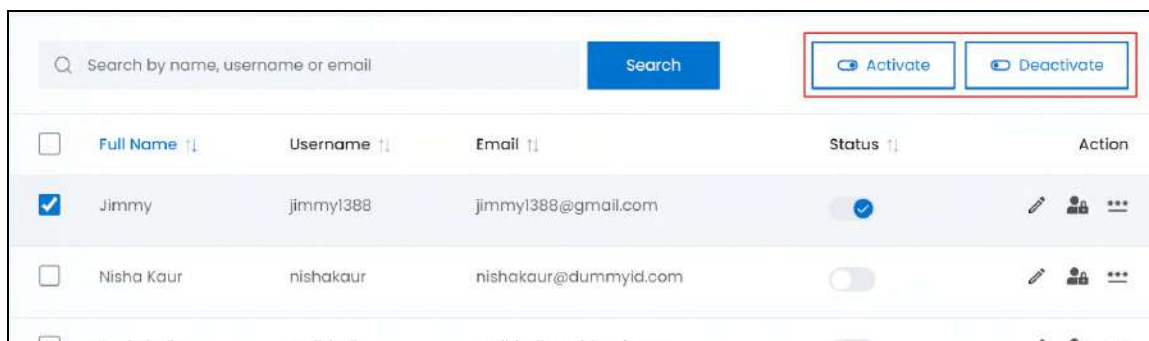 Search by name, username or email Search Activate Deactivate
Full Name Username Email Status Action
Jimmy jimmy1388 jimmy1388@gmail.com
Nisha Kaur nishakaur nishakaur@dummyid.com